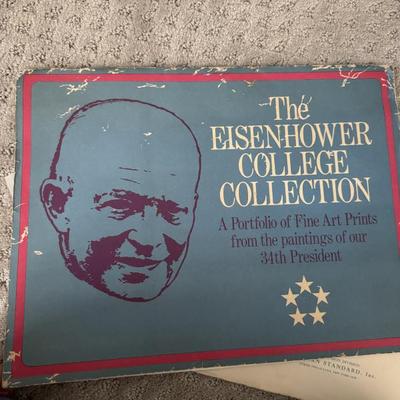 The
EISENHOWER
COLLEGE
COLLECTION
A Portfolio of Fine Art Prints
from the paintings of our
34th President
STANDARD, Inc.